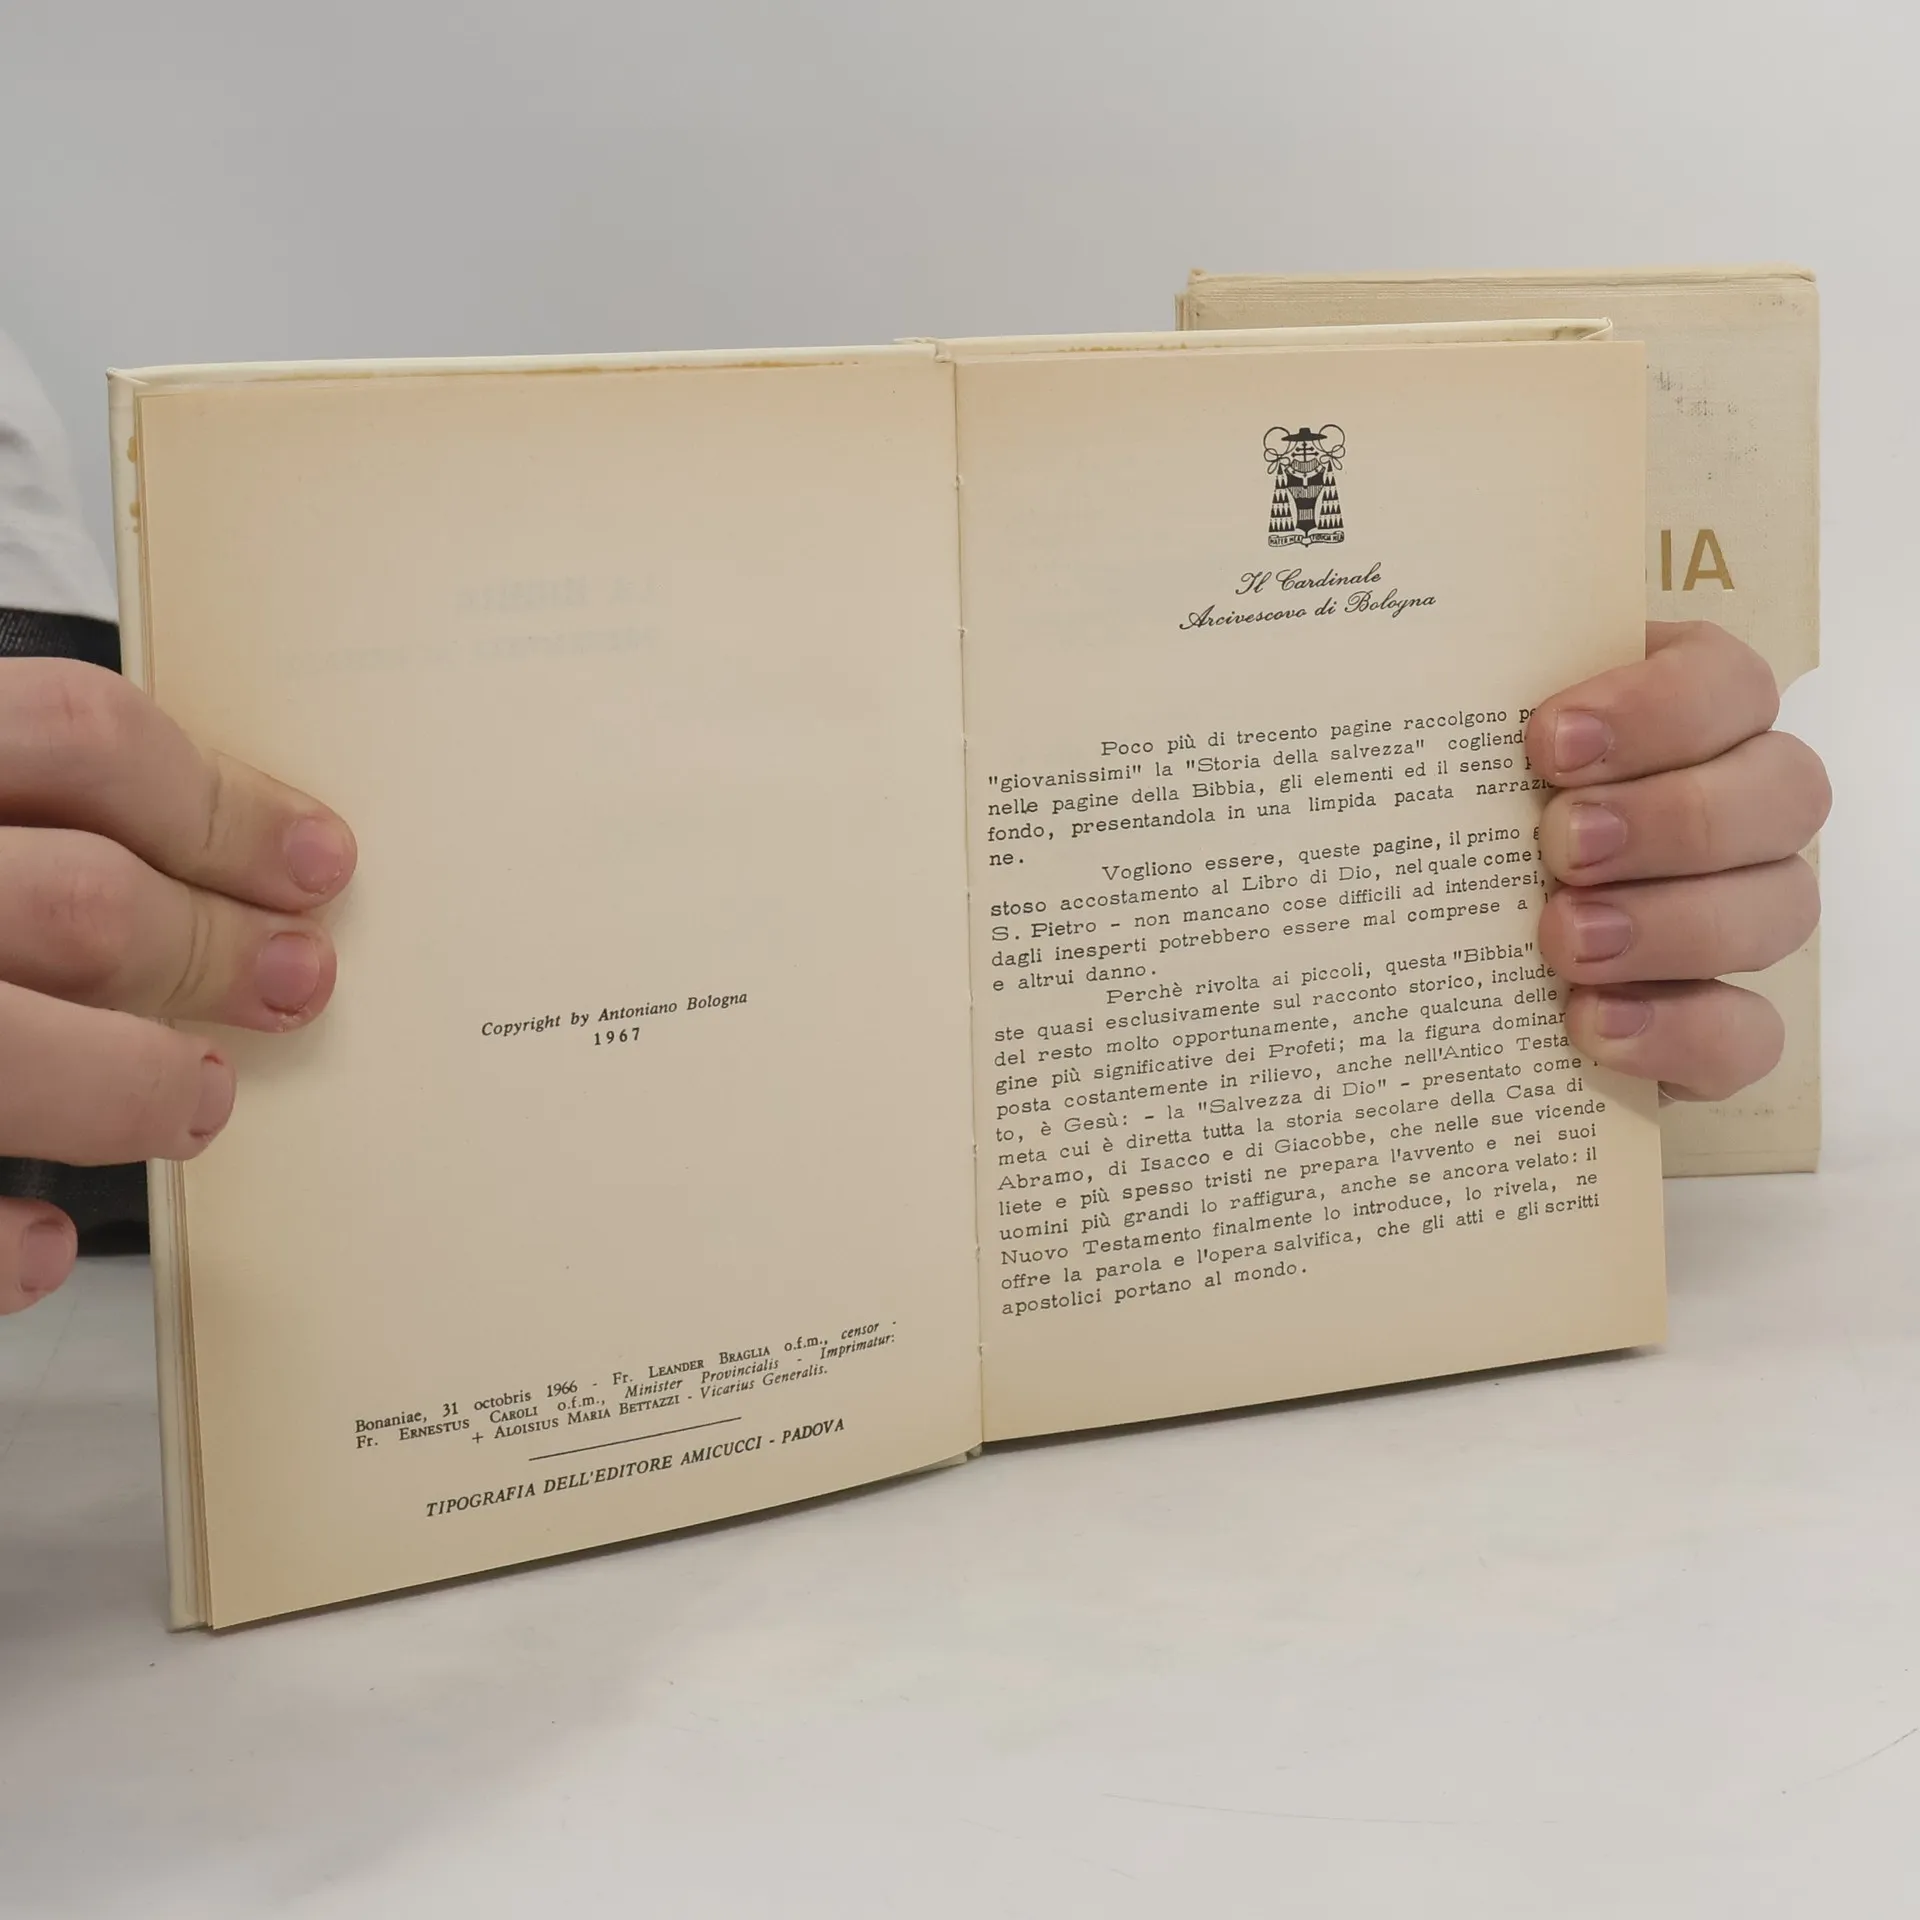 Copyright by Antoniano Bologna
1967
Bonaniae, 31 octobris 1966 - Fr. LEANDER BRAGLIA o.f.m., censor -
Fr. ERNESTUS CAROLI o.f.m., Minister Provincialis - Imprimatur:
+ ALOISIUS MARIA BETTAZZI - Vicarius Generalis.
TIPOGRAFIA DELL'EDITORE AMICUCCI - PADOVA
Il Cardinale
Arcivescovo di Bologna
Poco più di trecento pagine raccolgono
"giovanissimi" la "Storia della salvezza"
nelle pagine della Bibbia, gli elementi ed il senso
fondo, presentandola in una limpida pacata
ne.
Vogliono essere, queste pagine, il primo
stoso accostamento al Libro di Dio, nel quale come
S. Pietro - non mancano cose difficili ad intendersi,
dagli inesperti potrebbero essere mal comprese a
e altrui danno.
Perchè rivolta ai piccoli, questa "Bibbia"
ste quasi esclusivamente sul racconto storico, include
del resto molto opportunamente, anche qualcuna delle
gine più significative dei Profeti; ma la figura
posta costantemente in rilievo, anche nell'Antico
to, è Gesù: - la "Salvezza di Dio" - presentato come
meta cui è diretta tutta la storia secolare della Casa di
Abramo, di Isacco e di Giacobbe, che nelle sue vicende
liete e più spesso tristi ne prepara l'avvento e nei suoi
uomini più grandi lo raffigura, anche se ancora velato: il
Nuovo Testamento finalmente lo introduce, lo rivela, ne
offre la parola e l'opera salvifica, che gli atti e gli scritti
apostolici portano al mondo.
IA